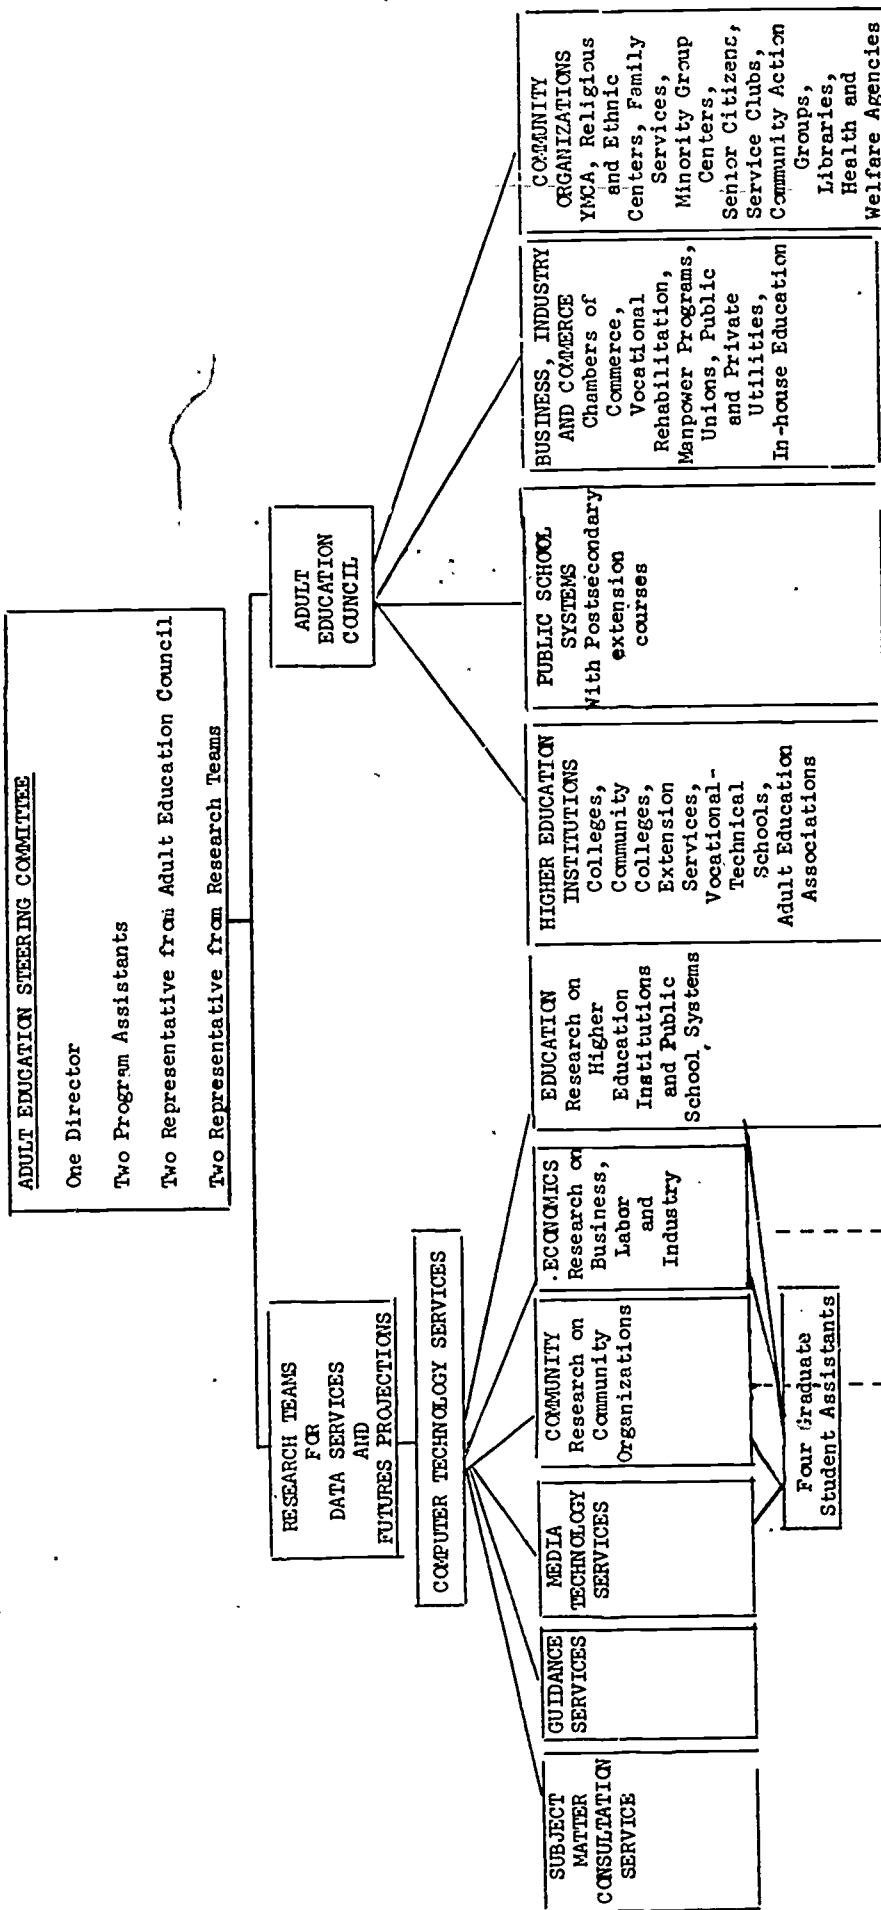 ADULT EDUCATION STEERING COMMITTEE
One Director
Two Program Assistants
Two Representative from Adult Education Council
Two Representative from Research Teams
RESEARCH TEAMS
FOR
DATA SERVICES
AND
FUTURES PROJECTIONS
COMPUTER TECHNOLOGY SERVICES
ADULT
EDUCATION
COUNCIL
SUBJECT
MATTER
CONSULTATION
SERVICE
GUIDANCE
SERVICES
MEDIA
TECHNOLOGY
SERVICES
COMMUNITY
Research on
Community
Organizations
.ECONOMICS
Research on
Business,
Labor
and
Industry
EDUCATION
Research on
Higher
Education
Institutions
and Public
School Systems
HIGHER EDUCATION
INSTITUTIONS
Colleges,
Community
Colleges,
Extension
Services,
Vocational-
Technical
Schools,
Adult Education
Associations
PUBLIC SCHOOL
SYSTEMS
With Postsecondary
extension
courses
BUSINESS, INDUSTRY
AND COMMERCE
Chambers of
Commerce,
Vocational
Rehabilitation,
Manpower Programs,
Unions, Public
and Private
Utilities,
In-house Education
COMMUNITY
ORGANIZATIONS
YMCA, Religious
and Ethnic
Centers, Family
Services,
Minority Group
Centers,
Senior Citizens,
Service Clubs,
Community Action
Groups,
Libraries,
Health and
Welfare Agencies
Four Graduate
Student Assistants